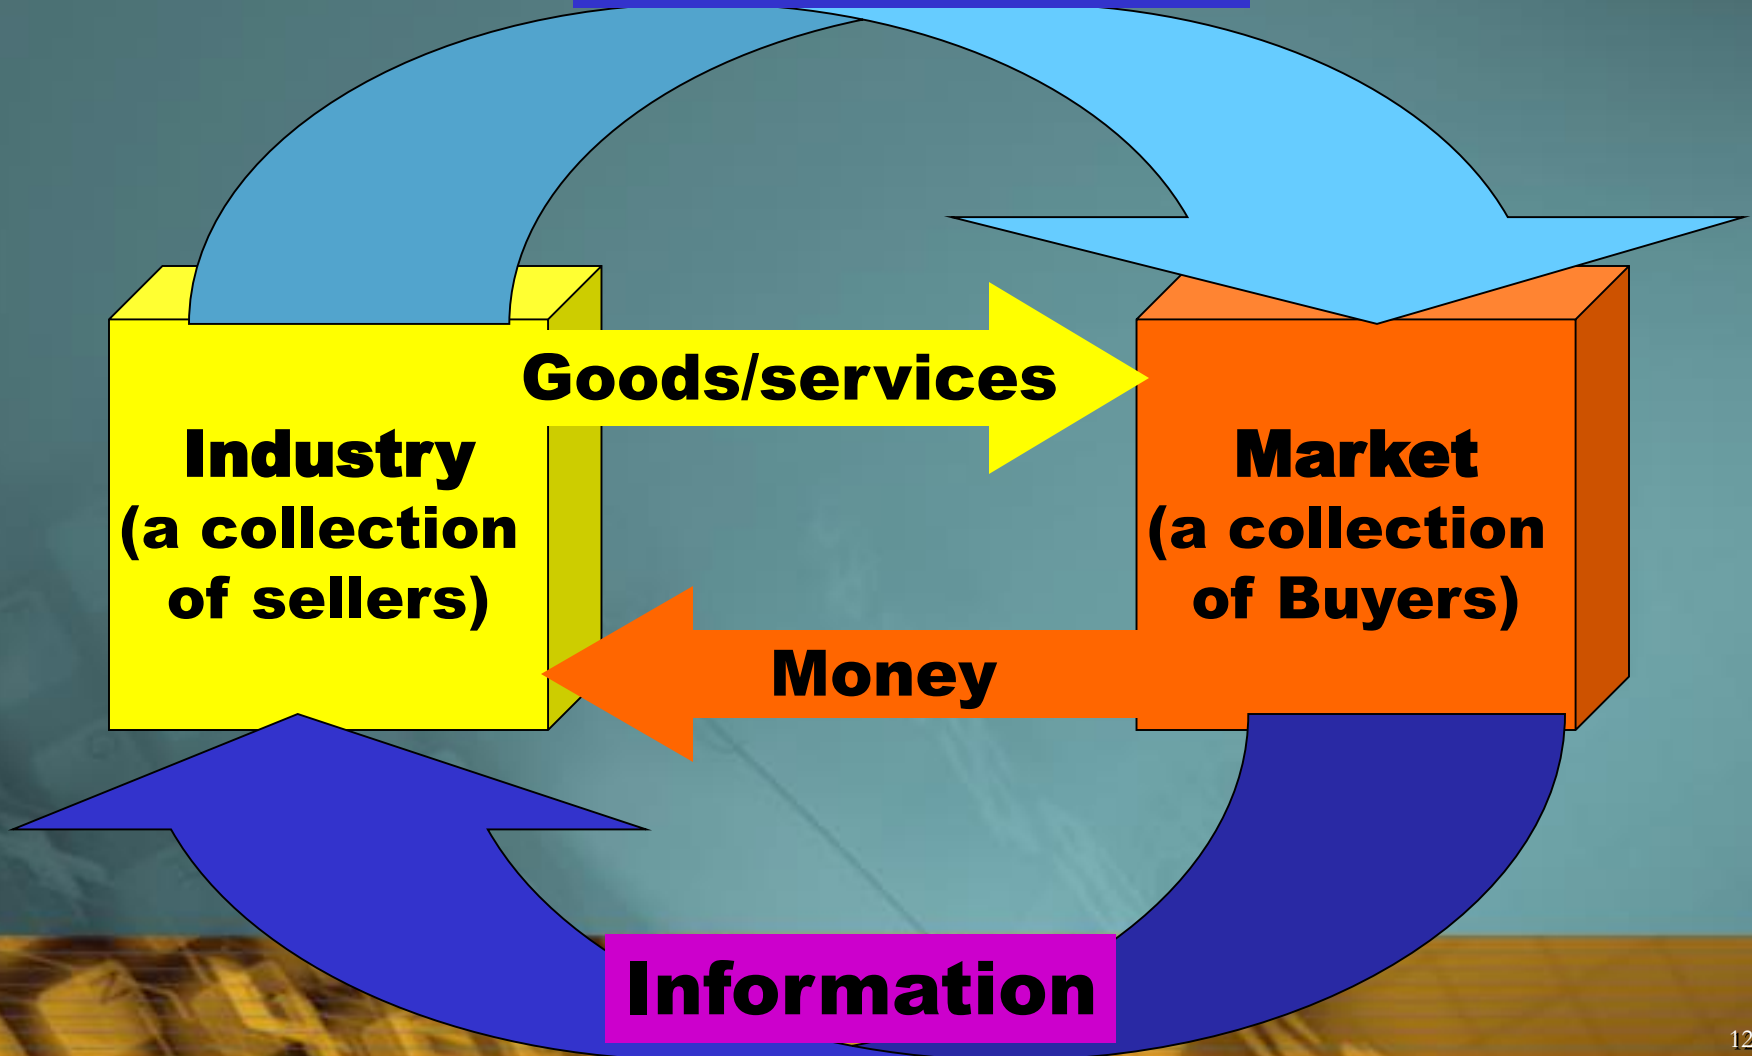 Goods/services
Industry
(a collection
of sellers)
Market
(a collection
of Buyers)
Money
Information
12